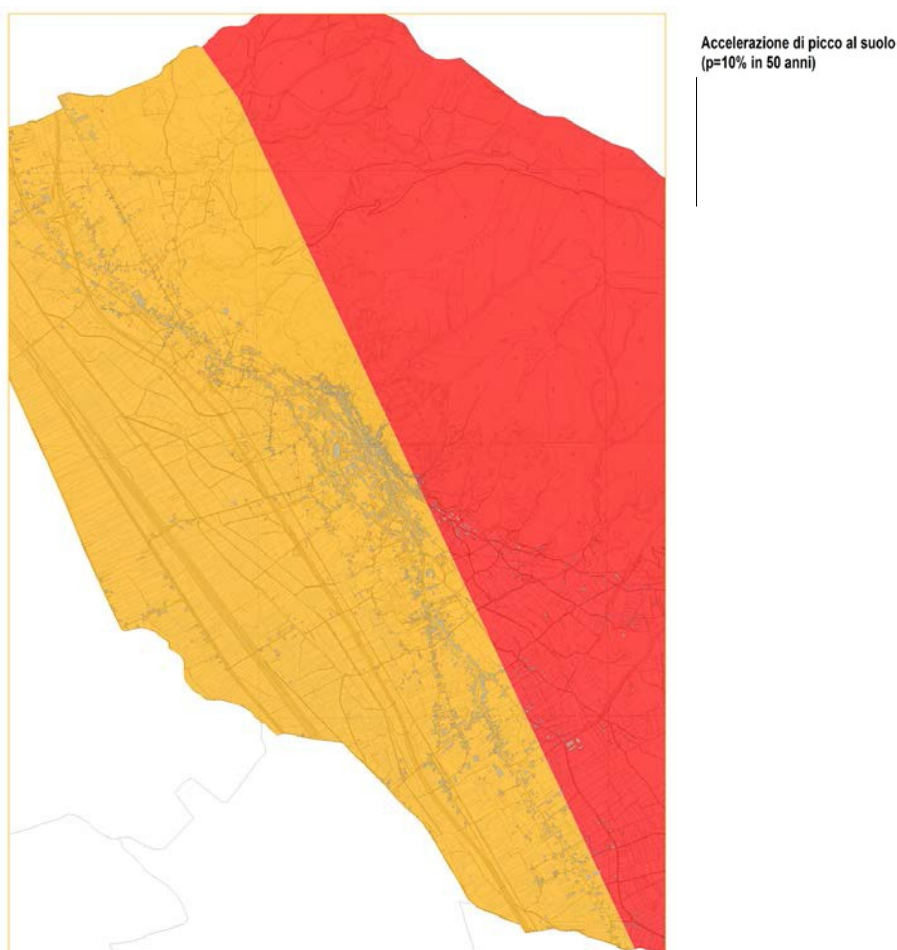 Accelerazione di picco al suolo
(p=10% in 50 anni)